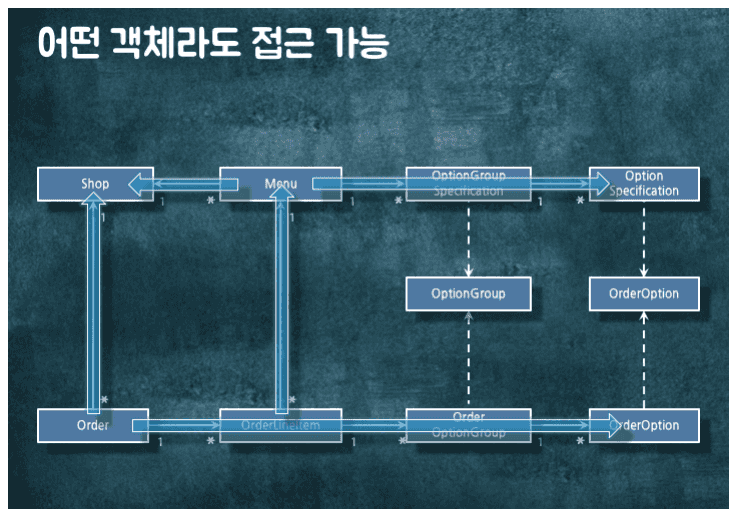 어떤 객체라도 접근 가능
Shop
Menu
OptionGroup
Specification
Option
Specification
1
*
1
*
1
*
1
1
OptionGroup
OrderOption
*
*
Order
OrderLineItem
Order
OptionGroup
OrderOption
1
*
1
*
1
*